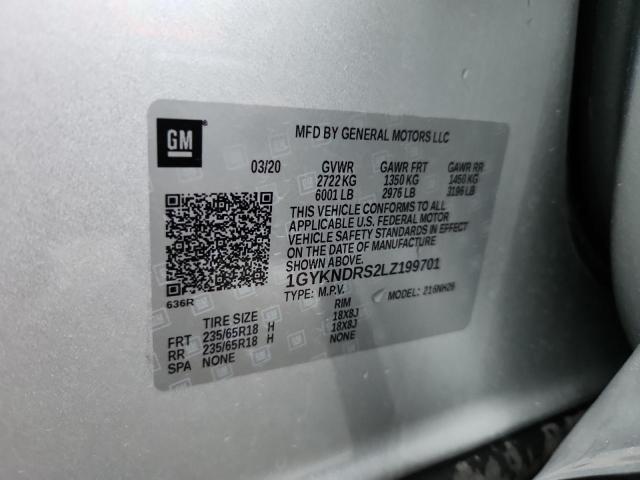 GM
MFD BY GENERAL MOTORS LLC
03/20 GVWR GAWR FRT GAWR RR
2722 KG 1350 KG 1450 KG
6001 LB 2976 LB 3196 LB
THIS VEHICLE CONFORMS TO ALL
APPLICABLE U.S. FEDERAL MOTOR
VEHICLE SAFETY STANDARDS IN EFFECT
ON THE DATE OF MANUFACTURE
SHOWN ABOVE.
1GYKNDRS2LZ199701
636R
TYPE: M.P.V. MODEL: 216NH26
TIRE SIZE RIM
FRT 235/65R18 H 18X8J
RR 235/65R18 H 18X8J
SPA NONE NONE